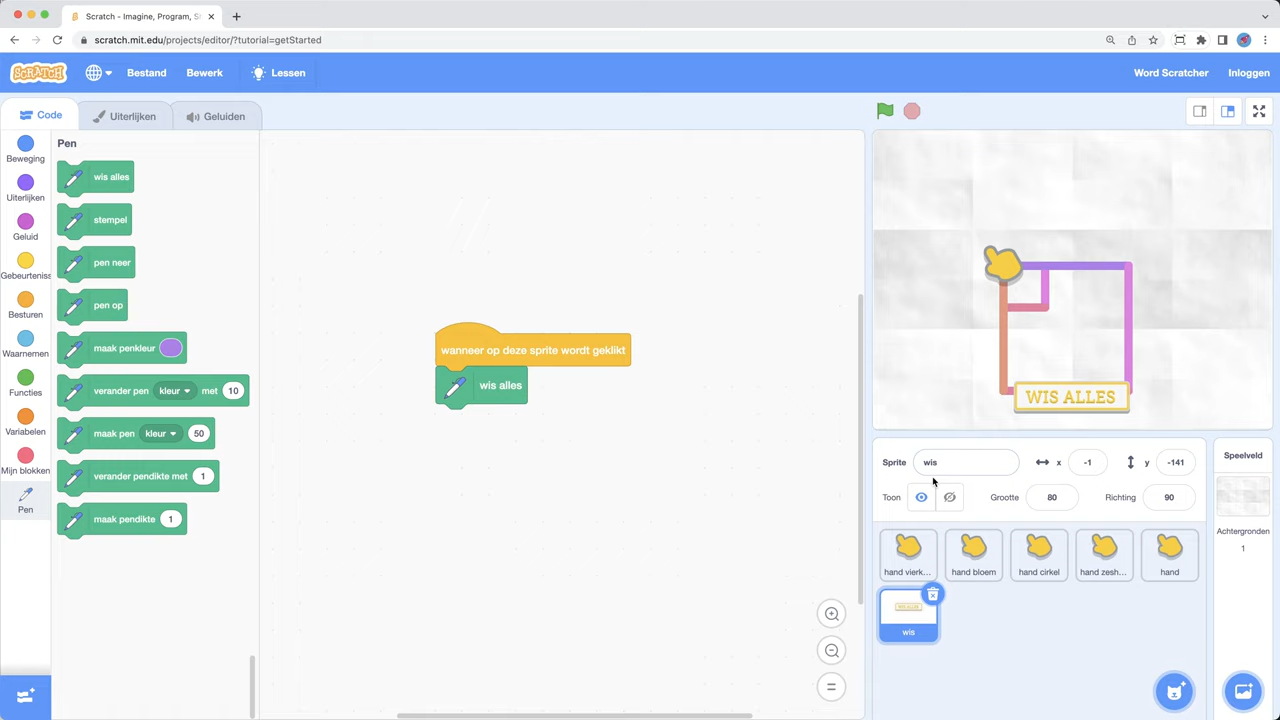 Scratch - Imagine, Program, S
scratch.mit.edu/projects/editor/?tutorial=getStarted
SCRATCH
Bestand
Bewerk
Lessen
Word Scratcher
Inloggen
Code
Uiterlijken
Geluiden
Beweging
Uiterlijken
Geluid
Gebeurteniss
Besturen
Waarnemen
Functies
Variabelen
Mijn blokken
Pen
Pen
wis alles
stempel
pen neer
pen op
maak penkleur
verander pen kleur met 10
maak pen kleur 50
verander pendikte met 1
maak pendikte 1
wanneer op deze sprite wordt geklikt
wis alles
WIS ALLES
Sprite wis x -1 y -141
Toon Grootte 80 Richting 90
hand vierk... hand bloem hand cirkel hand zesh... hand
wis
Speelveld
Achtergronden
1